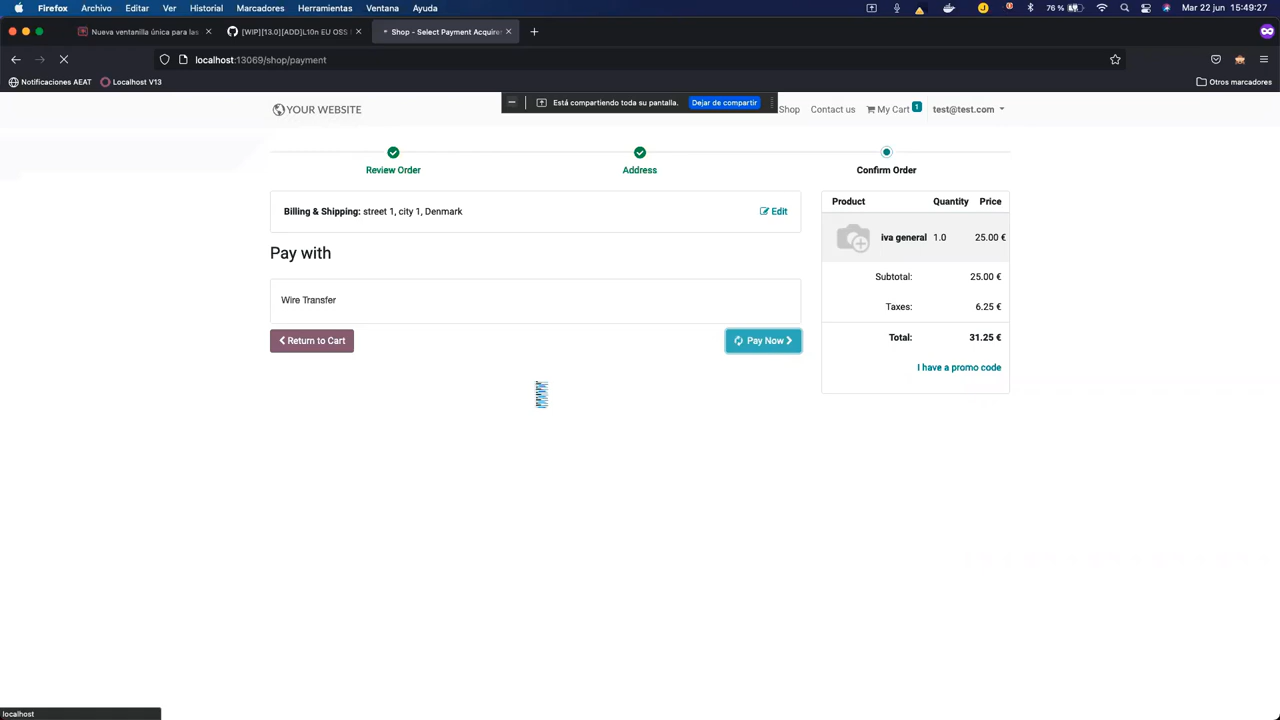 Firefox Archivo Editar Ver Historial Marcadores Herramientas Ventana Ayuda 76 % Mar 22 jun 15:49:27
Nueva ventanilla única para las [WIP][13.0][ADD]L10n EU OSS Shop - Select Payment Acquirer
localhost:13069/shop/payment
Notificaciones AEAT Localhost V13 Otros marcadores
YOUR WEBSITE Está compartiendo toda su pantalla. Dejar de compartir Shop Contact us My Cart 1 test@test.com
Review Order Address Confirm Order
Billing & Shipping: street 1, city 1, Denmark Edit
Pay with
Wire Transfer
Return to Cart Pay Now
Product Quantity Price
iva general 1.0 25.00 €
Subtotal: 25.00 €
Taxes: 6.25 €
Total: 31.25 €
I have a promo code
localhost